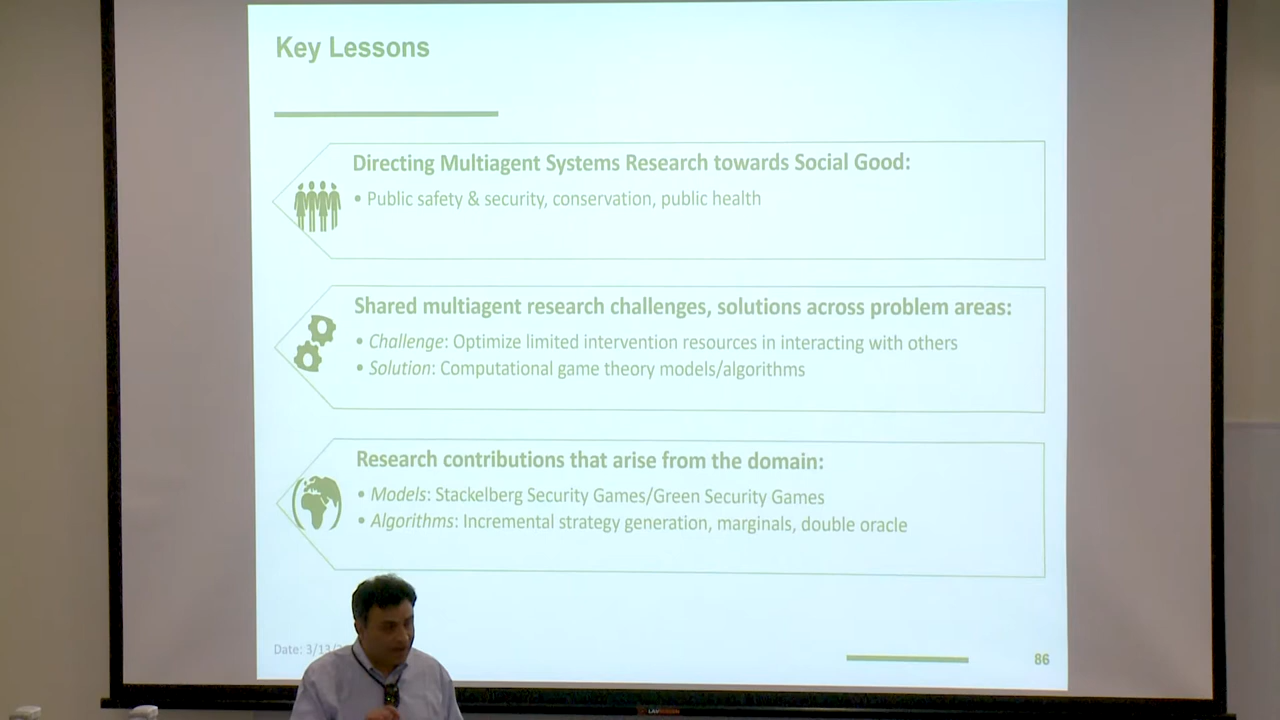 Key Lessons
Directing Multiagent Systems Research towards Social Good:
• Public safety & security, conservation, public health
Shared multiagent research challenges, solutions across problem areas:
• Challenge: Optimize limited intervention resources in interacting with others
• Solution: Computational game theory models/algorithms
Research contributions that arise from the domain:
• Models: Stackelberg Security Games/Green Security Games
• Algorithms: Incremental strategy generation, marginals, double oracle
Date: 3/13/
86